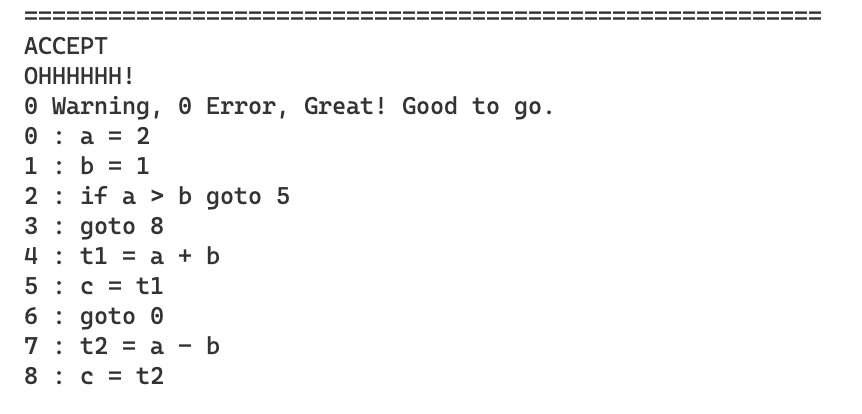 =========================================================
ACCEPT
OHHHHHH!
0 Warning, 0 Error, Great! Good to go.
0 : a = 2
1 : b = 1
2 : if a > b goto 5
3 : goto 8
4 : t1 = a + b
5 : c = t1
6 : goto 0
7 : t2 = a - b
8 : c = t2